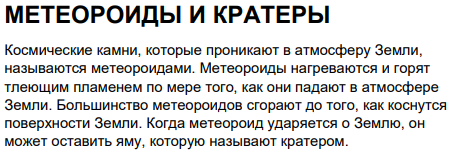 МЕТЕОРОИДЫ И КРАТЕРЫ
Космические камни, которые проникают в атмосферу Земли,
называются метеороидами. Метеороиды нагреваются и горят
тлеющим пламенем по мере того, как они падают в атмосфере
Земли. Большинство метеороидов сгорают до того, как коснутся
поверхности Земли. Когда метеороид ударяется о Землю, он
может оставить яму, которую называют кратером.